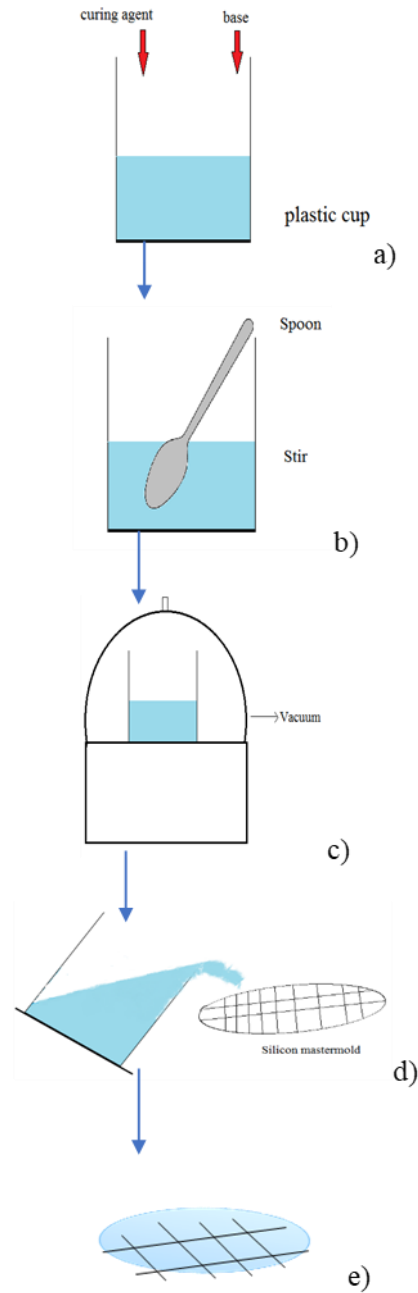 curing agent
base
plastic cup
a)
Spoon
Stir
b)
Vacuum
c)
Silicon mastermold
d)
e)